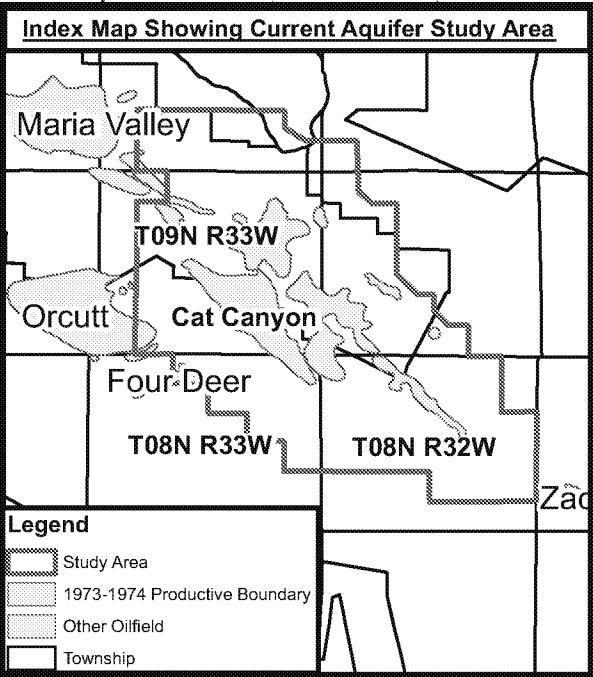 Index Map Showing Current Aquifer Study Area
Maria Valley
T09N R33W
Orcutt
Cat Canyon
Four Deer
T08N R33W
T08N R32W
Zac
Legend
Study Area
1973-1974 Productive Boundary
Other Oilfield
Township